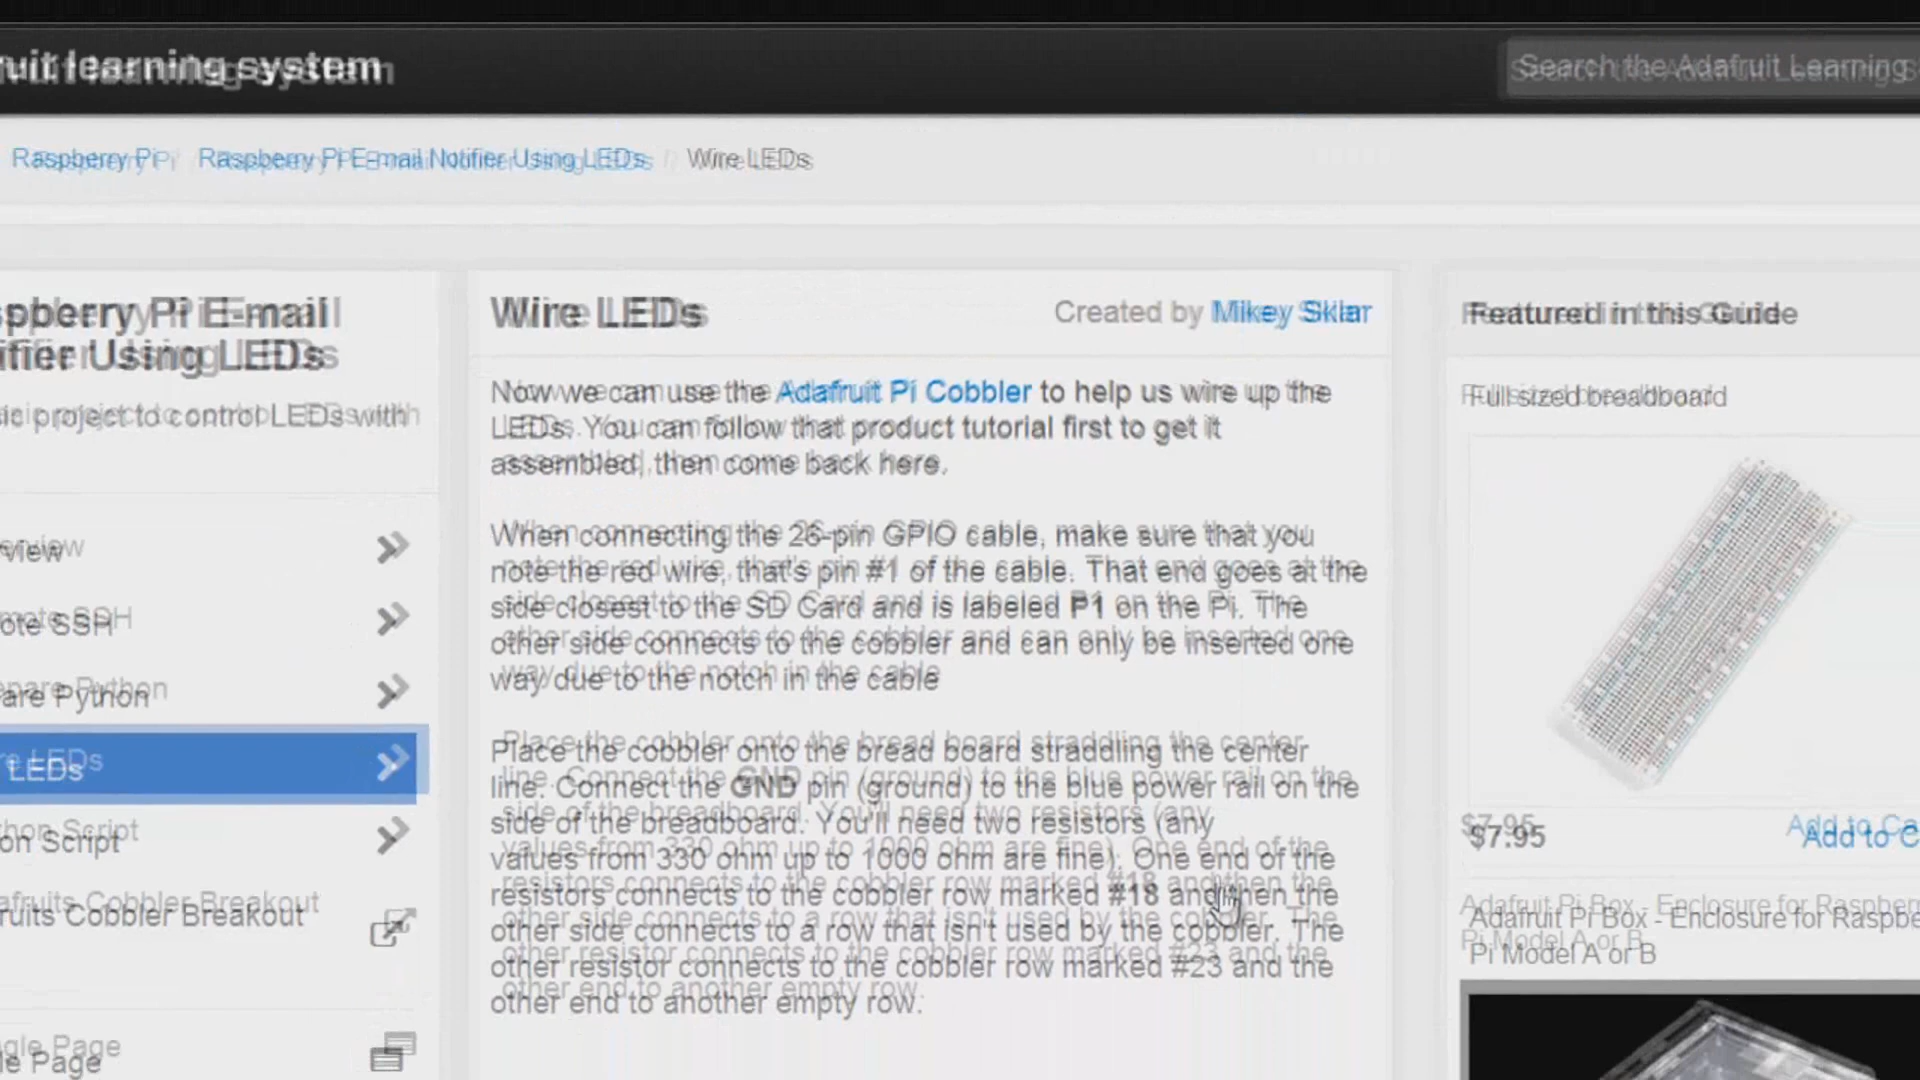 uit learning system
Search the Adafruit Learning
Raspberry Pi / Raspberry Pi E-mail Notifier Using LEDs / Wire LEDs
spberry Pi E-mail
ifier Using LEDs
project to control LEDs with
view
ote SSH
are Python
LEDs
on Script
fruits Cobbler Breakout
le Page
Wire LEDs
Created by Mikey Sklar
Now we can use the Adafruit Pi Cobbler to help us wire up the
LEDs. You can follow that product tutorial first to get it
assembled, then come back here.
When connecting the 26-pin GPIO cable, make sure that you
note the red wire, that's pin #1 of the cable. That end goes at the
side closest to the SD Card and is labeled P1 on the Pi. The
other side connects to the cobbler and can only be inserted one
way due to the notch in the cable
Place the cobbler onto the bread board straddling the center
line. Connect the GND pin (ground) to the blue power rail on the
side of the breadboard. You'll need two resistors (any
values from 330 ohm up to 1000 ohm are fine). One end of the
resistors connects to the cobbler row marked #18 and then the
other side connects to a row that isn't used by the cobbler. The
other resistor connects to the cobbler row marked #23 and the
other end to another empty row.
Featured in this Guide
Full sized breadboard
$7.95
Add to C
Adafruit Pi Box - Enclosure for Raspbe
Pi Model A or B